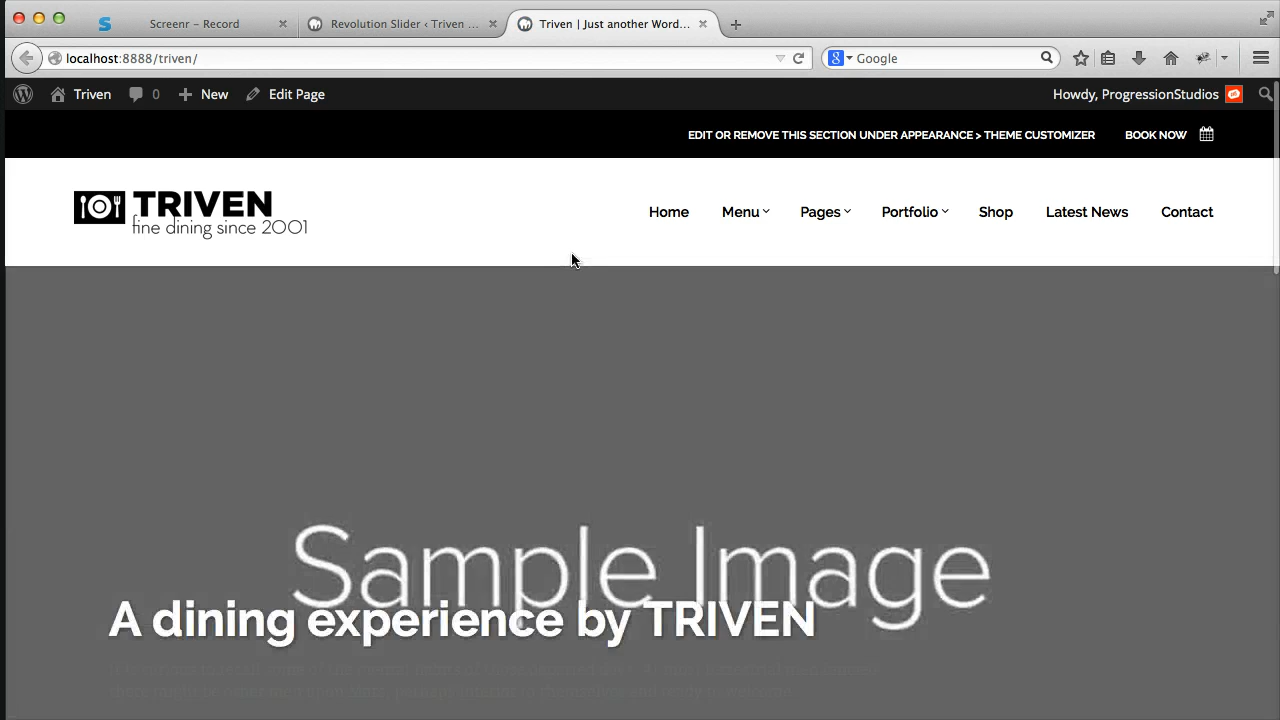 Screenr – Record
Revolution Slider ‹ Triven ...
Triven | Just another Word...
localhost:8888/triven/
Google
Triven 0 New Edit Page
Howdy, ProgressionStudios
EDIT OR REMOVE THIS SECTION UNDER APPEARANCE > THEME CUSTOMIZER
BOOK NOW
TRIVEN
fine dining since 2001
Home Menu Pages Portfolio Shop Latest News Contact
Sample Image
A dining experience by TRIVEN